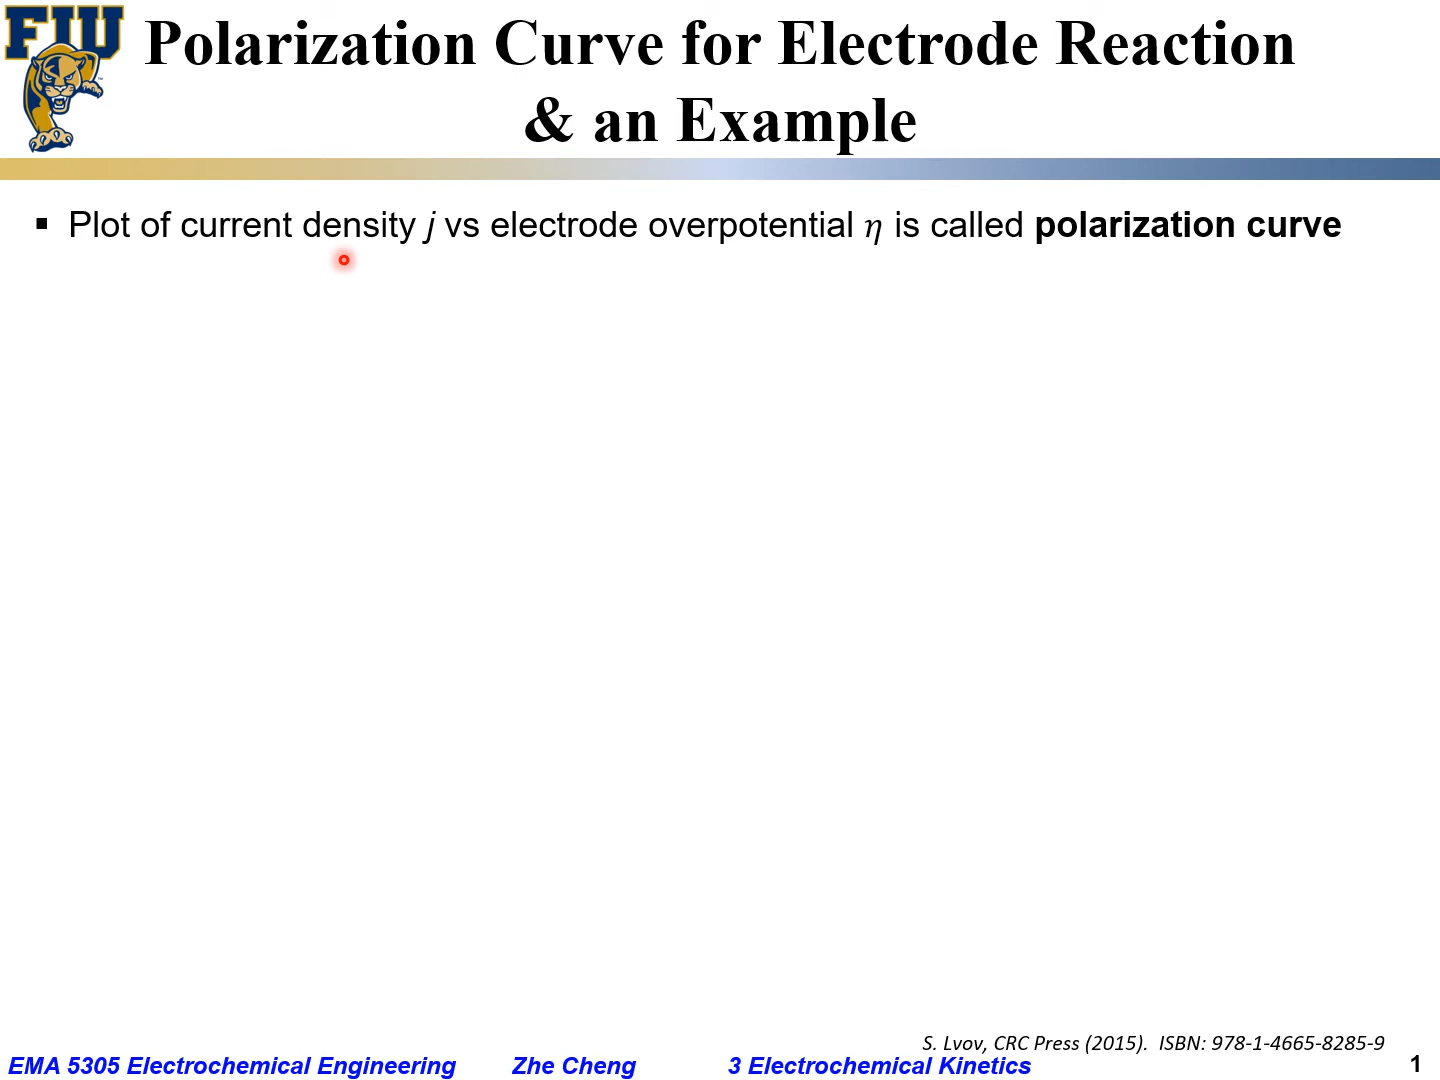 FIU
Polarization Curve for Electrode Reaction
& an Example
▪ Plot of current density j vs electrode overpotential η is called polarization curve
S. Lvov, CRC Press (2015). ISBN: 978-1-4665-8285-9
EMA 5305 Electrochemical Engineering Zhe Cheng 3 Electrochemical Kinetics 1